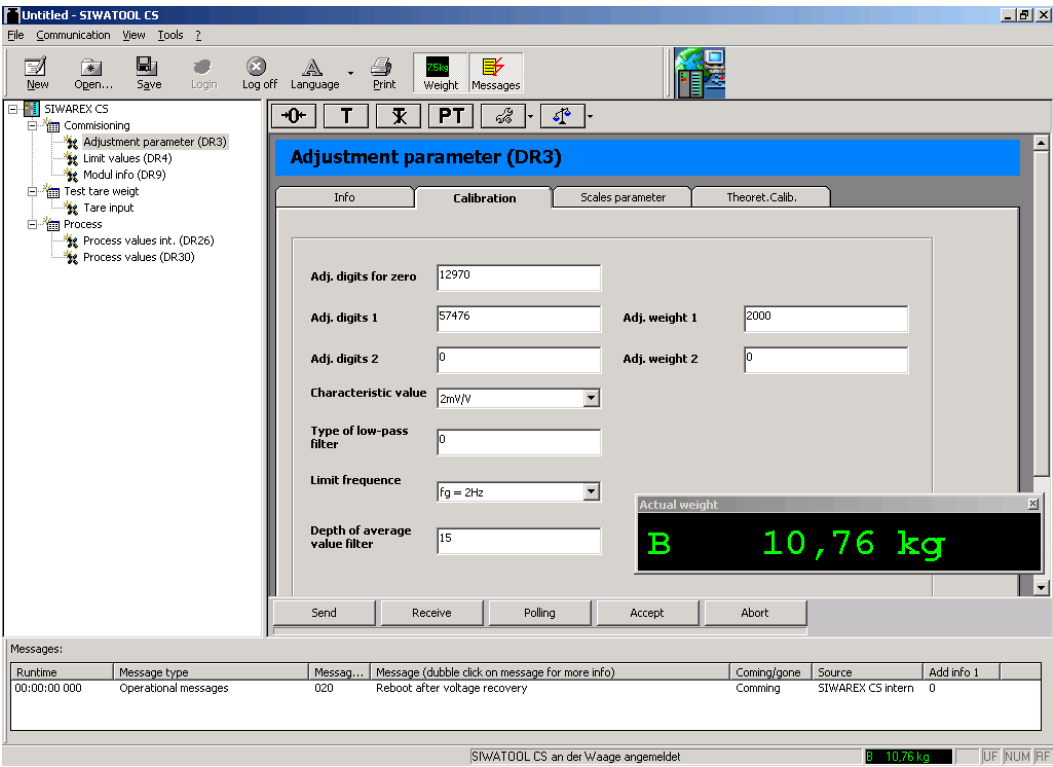 Untitled - SIWATOOL CS
File Communication View Tools ?
New Open... Save Login Log off Language Print 75kg Weight Messages
SIWAREX CS
Commisioning
Adjustment parameter (DR3)
Limit values (DR4)
Modul info (DR9)
Test tare weigt
Tare input
Process
Process values int. (DR26)
Process values (DR30)
→0← T T PT
Adjustment parameter (DR3)
Info Calibration Scales parameter Theoret.Calib.
Adj. digits for zero 12970
Adj. digits 1 57476 Adj. weight 1 2000
Adj. digits 2 0 Adj. weight 2 0
Characteristic value 2mV/V
Type of low-pass
filter 0
Limit frequence fg = 2Hz
Depth of average
value filter 15
Actual weight
B 10,76 kg
Send Receive Polling Accept Abort
Messages:
Runtime Message type Messag... Message (dubble click on message for more info) Coming/gone Source Add info 1
00:00:00 000 Operational messages 020 Reboot after voltage recovery Comming SIWAREX CS intern 0
SIWATOOL CS an der Waage angemeldet B 10,76 kg UF NUM RF